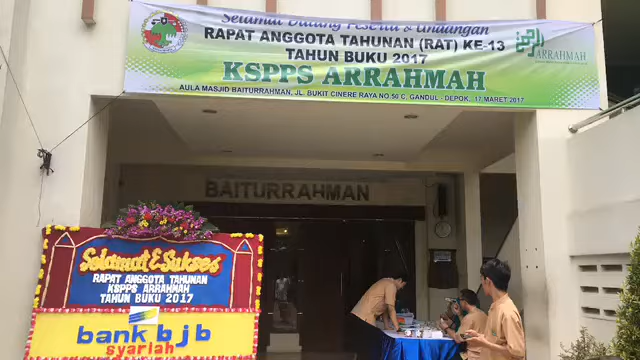 Selamat Datang Peserta & Undangan
RAPAT ANGGOTA TAHUNAN (RAT) KE-13
TAHUN BUKU 2017
KSPPS ARRAHMAH
AULA MASJID BAITURRAHMAN, JL. BUKIT CINERE RAYA NO.50 C, GANDUL - DEPOK, 17 MARET 2017
ARRAHMAH
BAITURRAHMAN
Selamat & Sukses
RAPAT ANGGOTA TAHUNAN
KSPPS ARRAHMAH
TAHUN BUKU 2017
bank bjb
syariah